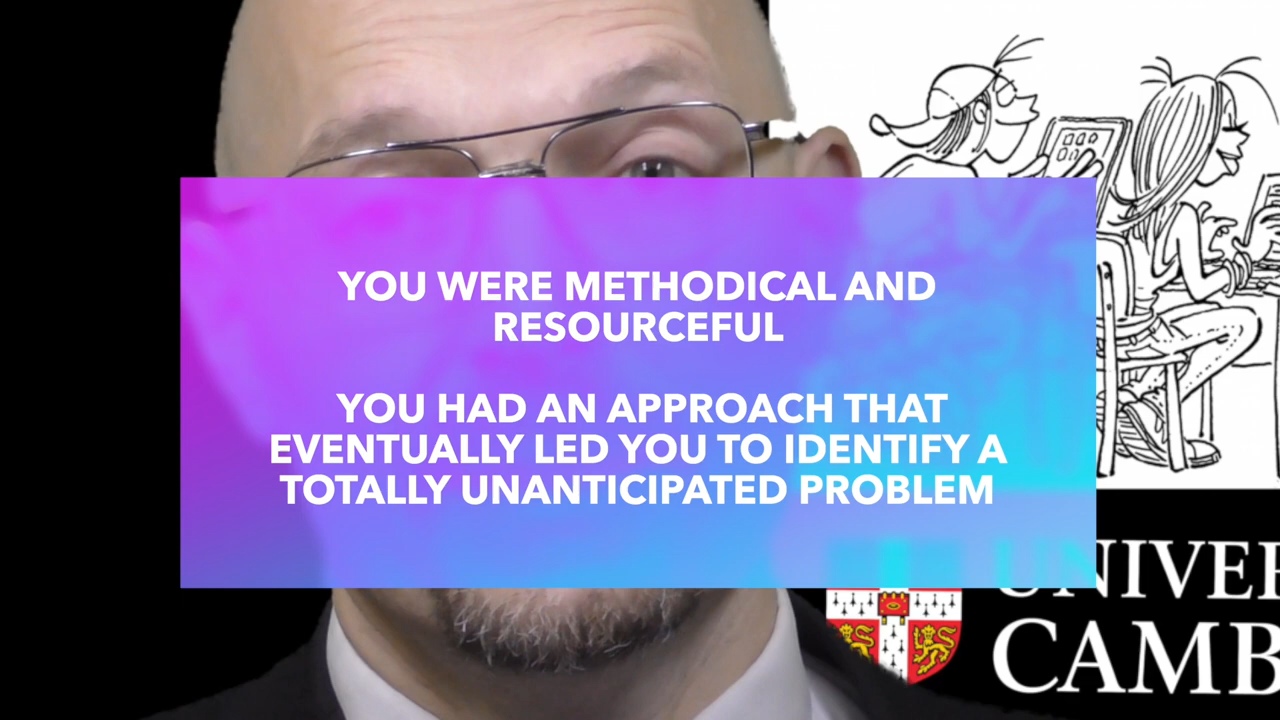 YOU WERE METHODICAL AND
RESOURCEFUL
YOU HAD AN APPROACH THAT
EVENTUALLY LED YOU TO IDENTIFY A
TOTALLY UNANTICIPATED PROBLEM
UNIVER
CAMB